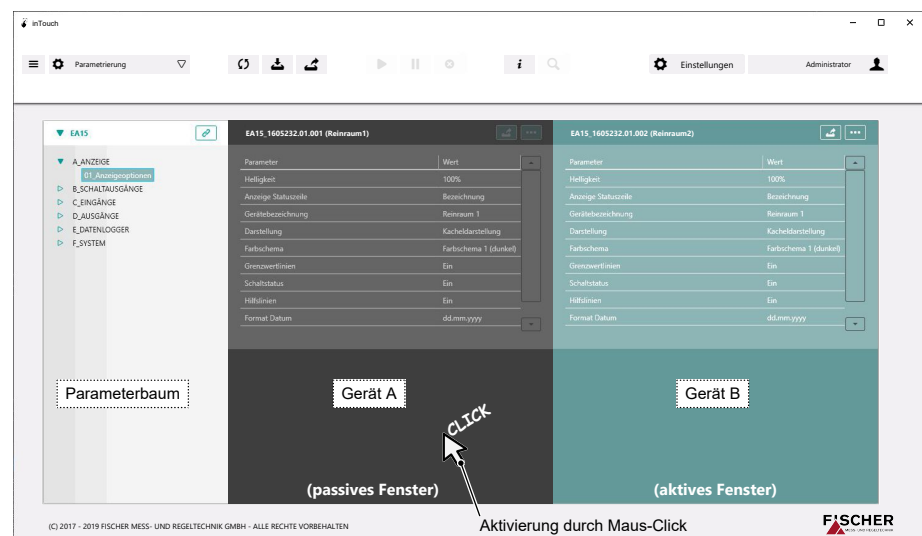 inTouch
Parametrierung
i
Einstellungen
Administrator
EA15
A_ANZEIGE
01_Anzeigeoptionen
B_SCHALTAUSGÄNGE
C_EINGÄNGE
D_AUSGÄNGE
E_DATENLOGGER
F_SYSTEM
Parameterbaum
EA15_1605232.01.001 (Reinraum1)
Parameter Wert
Helligkeit 100%
Anzeige Statuszeile Bezeichnung
Gerätebezeichnung Reinraum 1
Darstellung Kacheldarstellung
Farbschema Farbschema 1 (dunkel)
Grenzwertlinien Ein
Schaltstatus Ein
Hilfslinien Ein
Format Datum dd.mm.yyyy
Gerät A
CLICK
(passives Fenster)
EA15_1605232.01.002 (Reinraum2)
Parameter Wert
Helligkeit 100%
Anzeige Statuszeile Bezeichnung
Gerätebezeichnung Reinraum 1
Darstellung Kacheldarstellung
Farbschema Farbschema 1 (dunkel)
Grenzwertlinien Ein
Schaltstatus Ein
Hilfslinien Ein
Format Datum dd.mm.yyyy
Gerät B
(aktives Fenster)
Aktivierung durch Maus-Click
(C) 2017 - 2019 FISCHER MESS- UND REGELTECHNIK GMBH - ALLE RECHTE VORBEHALTEN
FISCHER
MESS- UND REGELTECHNIK